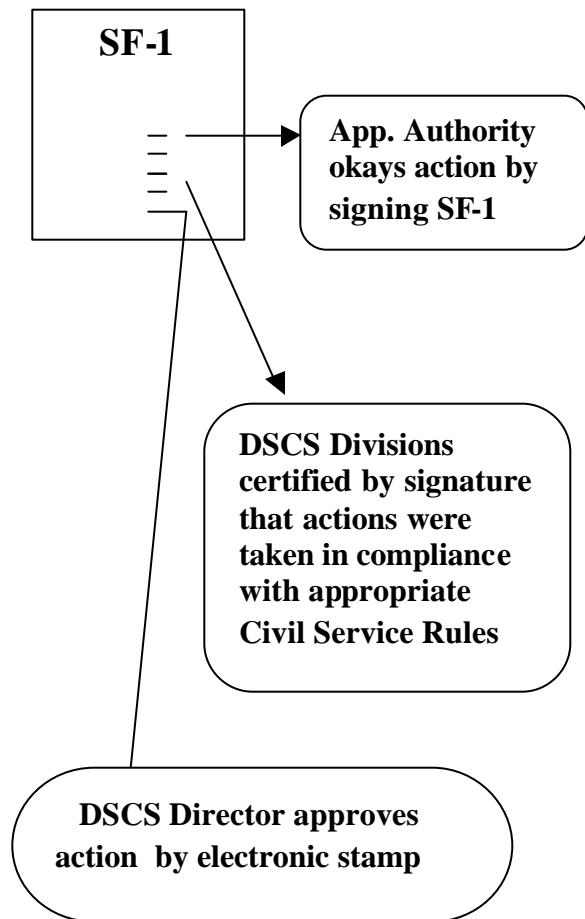 SF-1
App. Authority
okays action by
signing SF-1
DSCS Divisions
certified by signature
that actions were
taken in compliance
with appropriate
Civil Service Rules
DSCS Director approves
action by electronic stamp